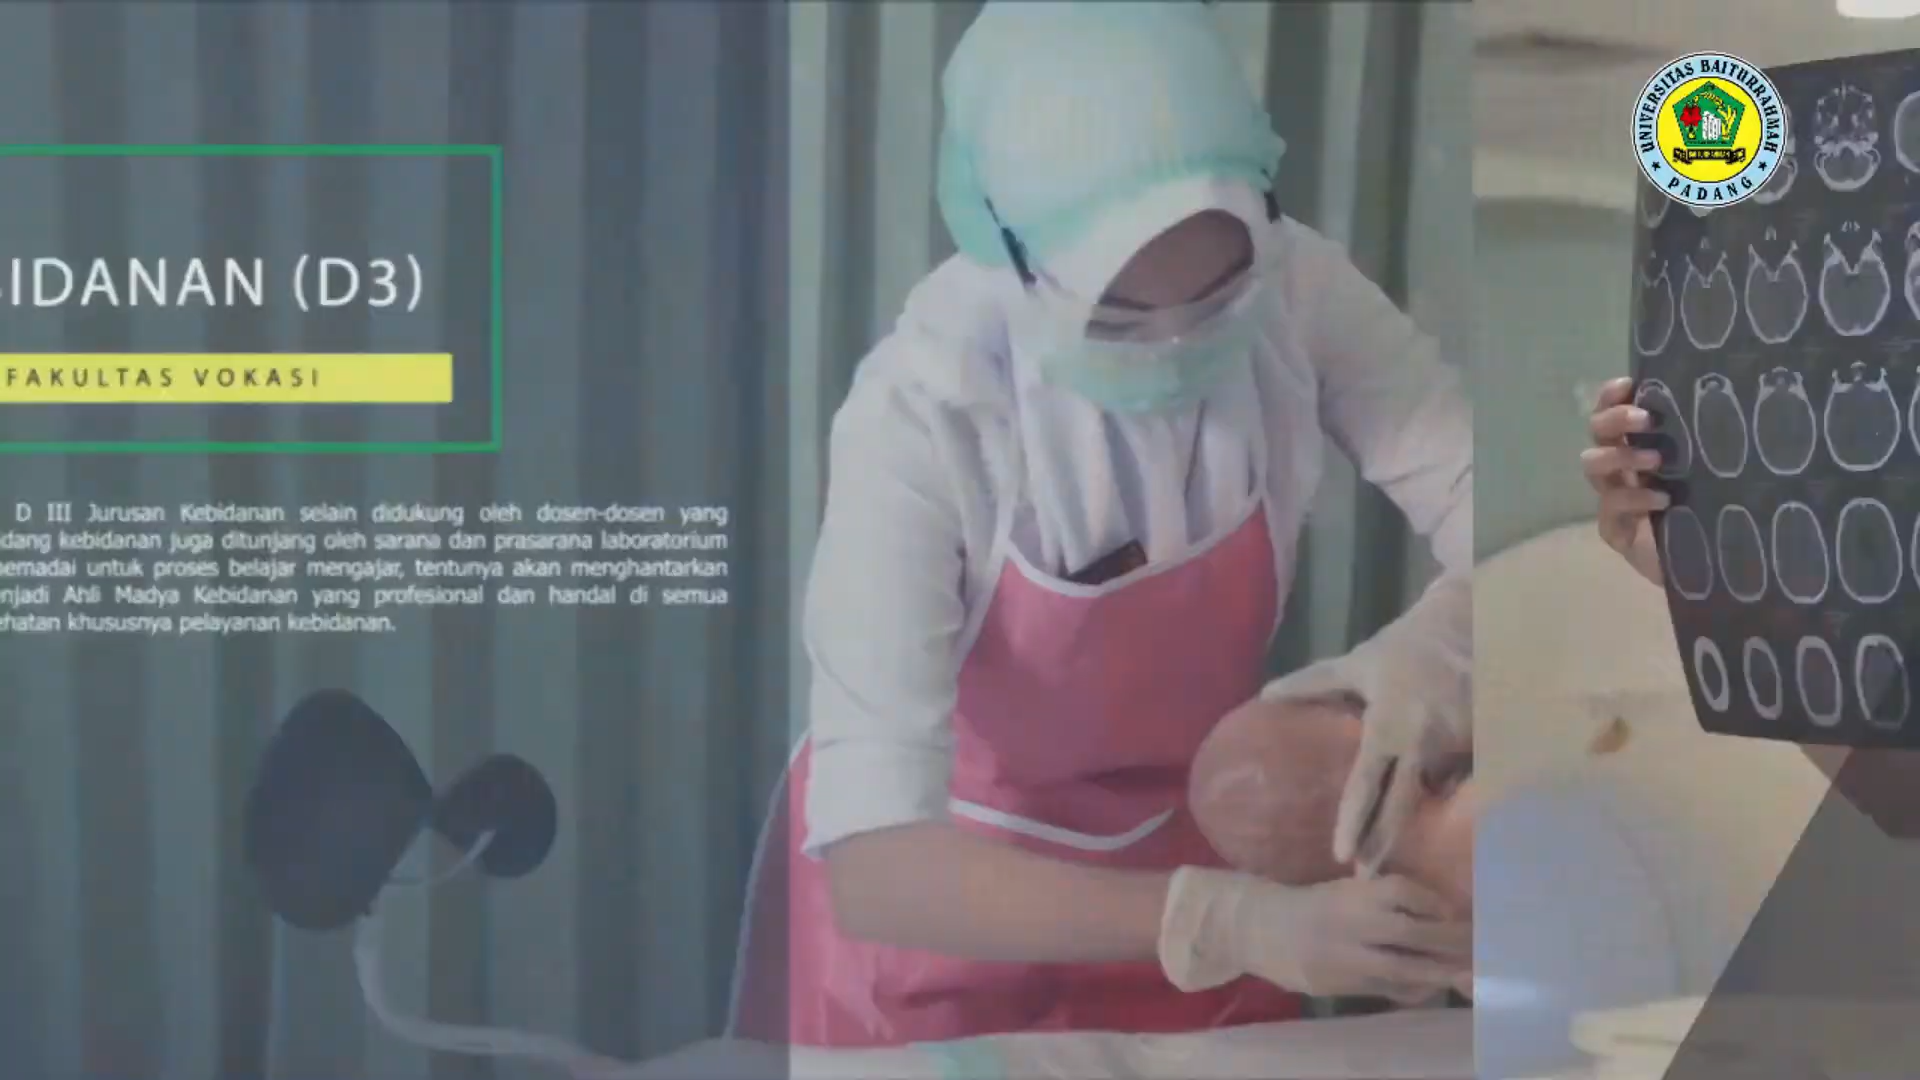 IDANAN (D3)
FAKULTAS VOKASI
D III Jurusan Kebidanan selain didukung oleh dosen-dosen yang
dang kebidanan juga ditunjang oleh sarana dan prasarana laboratorium
emadai untuk proses belajar mengajar, tentunya akan menghantarkan
njadi Ahli Madya Kebidanan yang profesional dan handal di semua
hatan khususnya pelayanan kebidanan.
UNIVERSITAS BAITURRAHMAH
PADANG